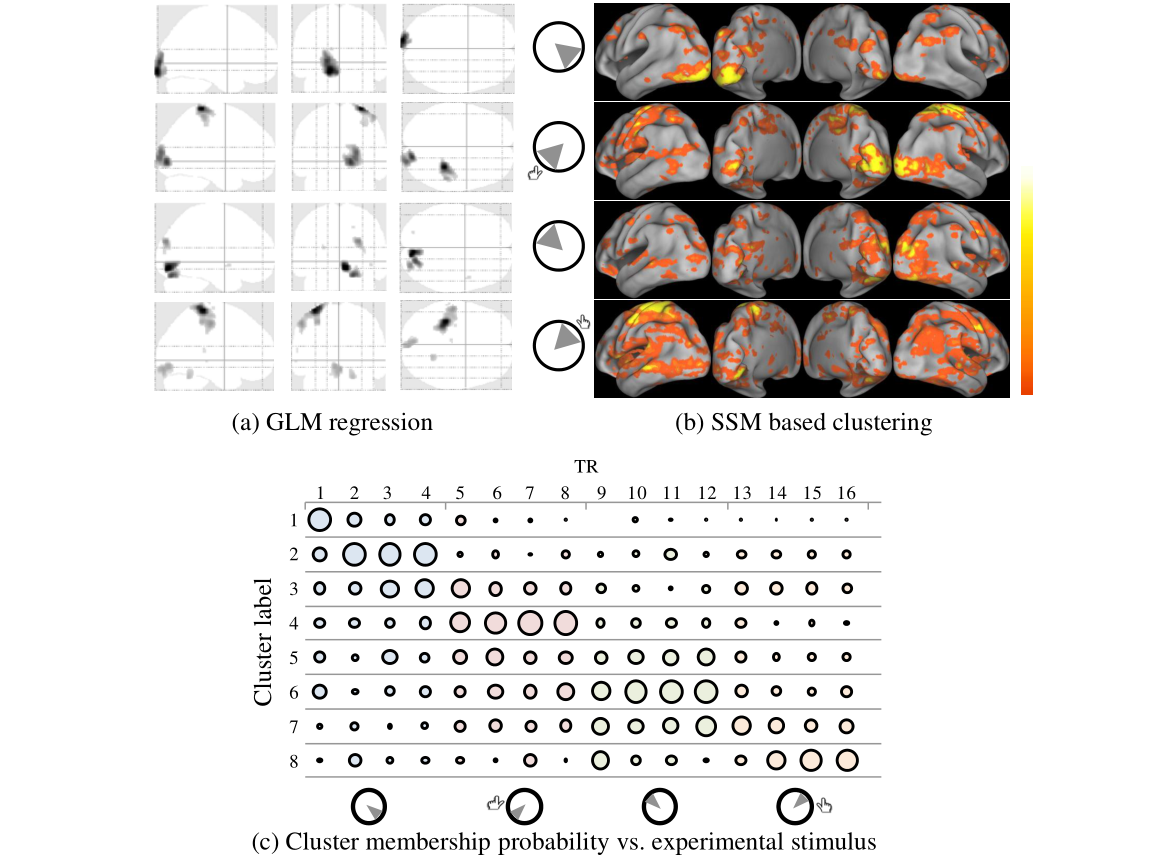 (a) GLM regression
(b) SSM based clustering
TR
1 2 3 4 5 6 7 8 9 10 11 12 13 14 15 16
Cluster label
1
2
3
4
5
6
7
8
(c) Cluster membership probability vs. experimental stimulus